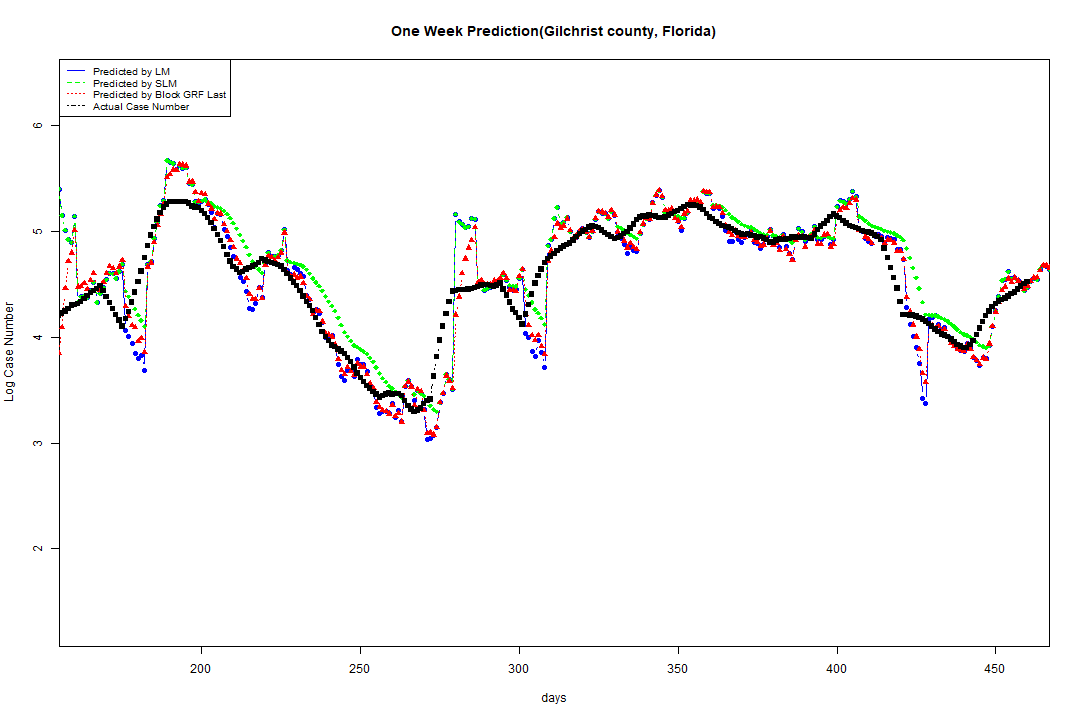 One Week Prediction(Gilchrist county, Florida)
Predicted by LM
Predicted by SLM
Predicted by Block GRF Last
Actual Case Number
6
5
4
3
2
Log Case Number
200 250 300 350 400 450
days